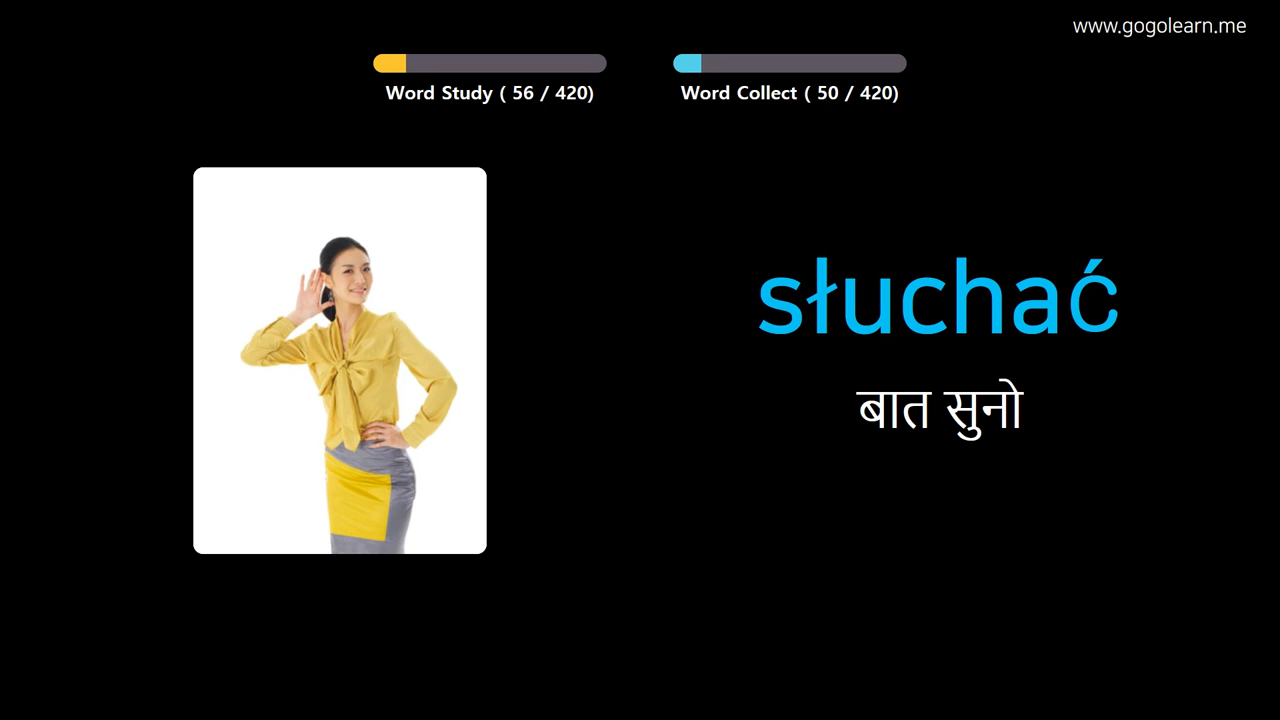 www.gogolearn.me
Word Study ( 56 / 420)
Word Collect ( 50 / 420)
słuchać
बात सुनो